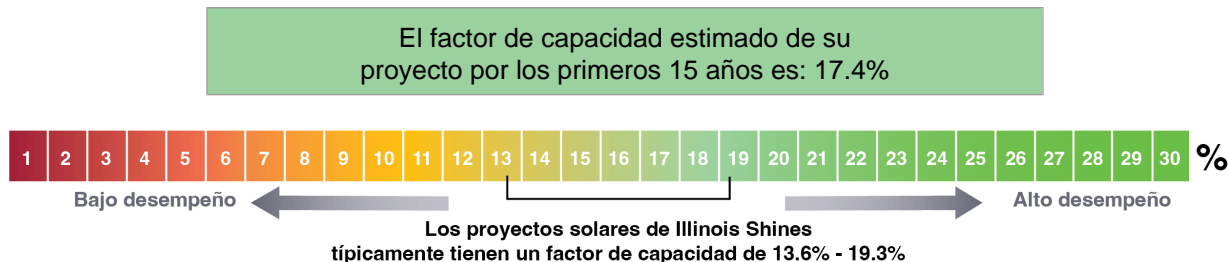 El factor de capacidad estimado de su
proyecto por los primeros 15 años es: 17.4%
1 2 3 4 5 6 7 8 9 10 11 12 13 14 15 16 17 18 19 20 21 22 23 24 25 26 27 28 29 30 %
Bajo desempeño Alto desempeño
Los proyectos solares de Illinois Shines
típicamente tienen un factor de capacidad de 13.6% - 19.3%